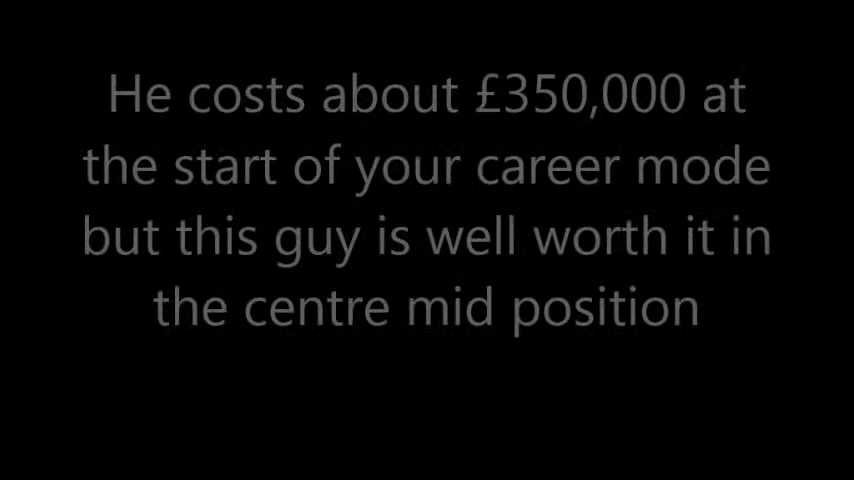 He costs about £350,000 at
the start of your career mode
but this guy is well worth it in
the centre mid position